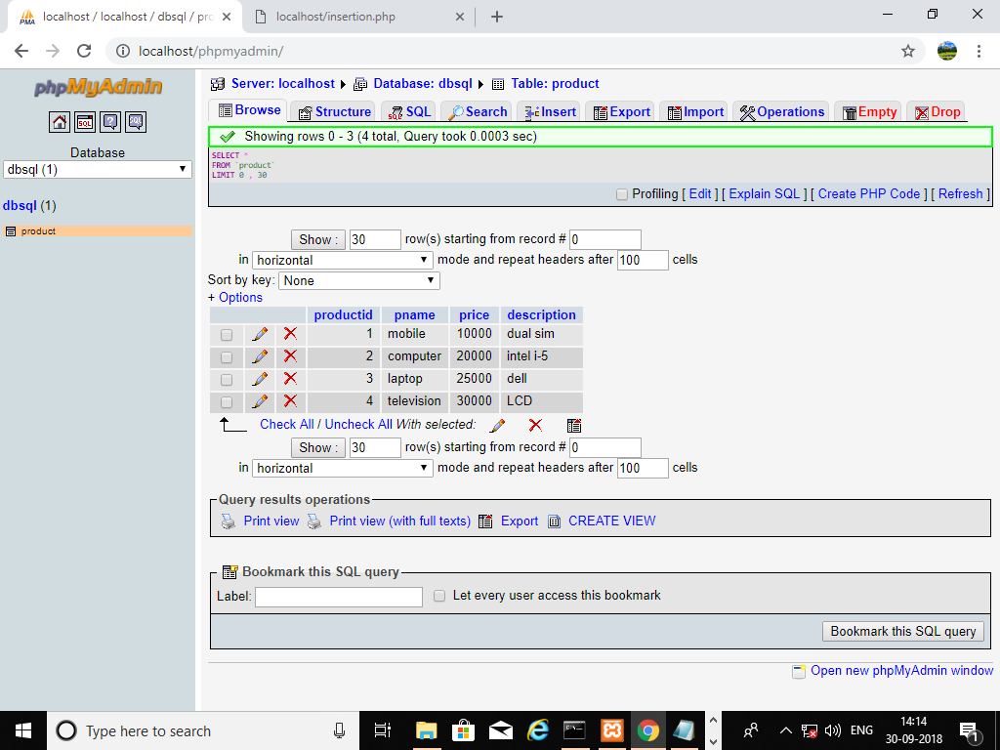 localhost / localhost / dbsql / pro
localhost/insertion.php
localhost/phpmyadmin/
phpMyAdmin
Database
dbsql (1)
dbsql (1)
product
Server: localhost Database: dbsql Table: product
Browse Structure SQL Search Insert Export Import Operations Empty Drop
Showing rows 0 - 3 (4 total, Query took 0.0003 sec)
SELECT *
FROM `product`
LIMIT 0 , 30
Profiling [ Edit ] [ Explain SQL ] [ Create PHP Code ] [ Refresh ]
Show : 30 row(s) starting from record # 0
in horizontal mode and repeat headers after 100 cells
Sort by key: None
+ Options
productid pname price description
1 mobile 10000 dual sim
2 computer 20000 intel i-5
3 laptop 25000 dell
4 television 30000 LCD
Check All / Uncheck All With selected:
Show : 30 row(s) starting from record # 0
in horizontal mode and repeat headers after 100 cells
Query results operations
Print view Print view (with full texts) Export CREATE VIEW
Bookmark this SQL query
Label: Let every user access this bookmark
Bookmark this SQL query
Open new phpMyAdmin window
Type here to search
ENG
14:14
30-09-2018
1